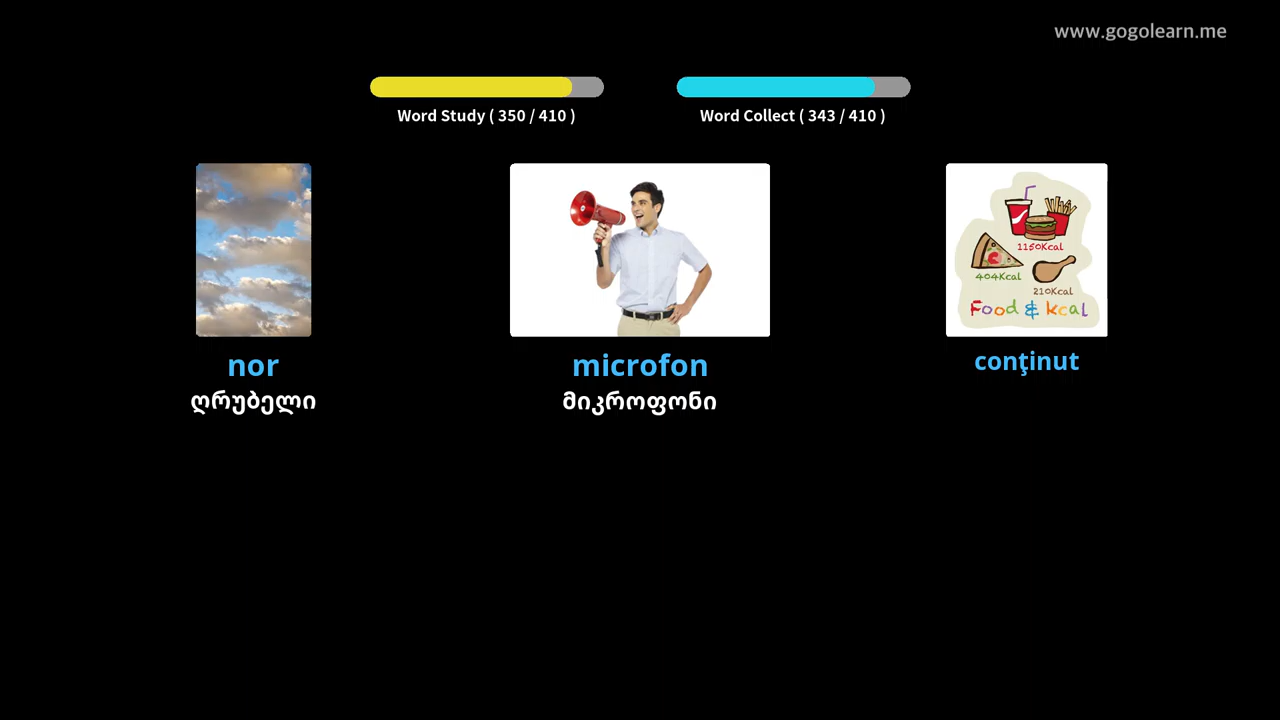 www.gogolearn.me
Word Study ( 350 / 410 )
Word Collect ( 343 / 410 )
nor
ღრუბელი
microfon
მიკროფონი
1150Kcal
404Kcal
210Kcal
Food & kcal
conţinut